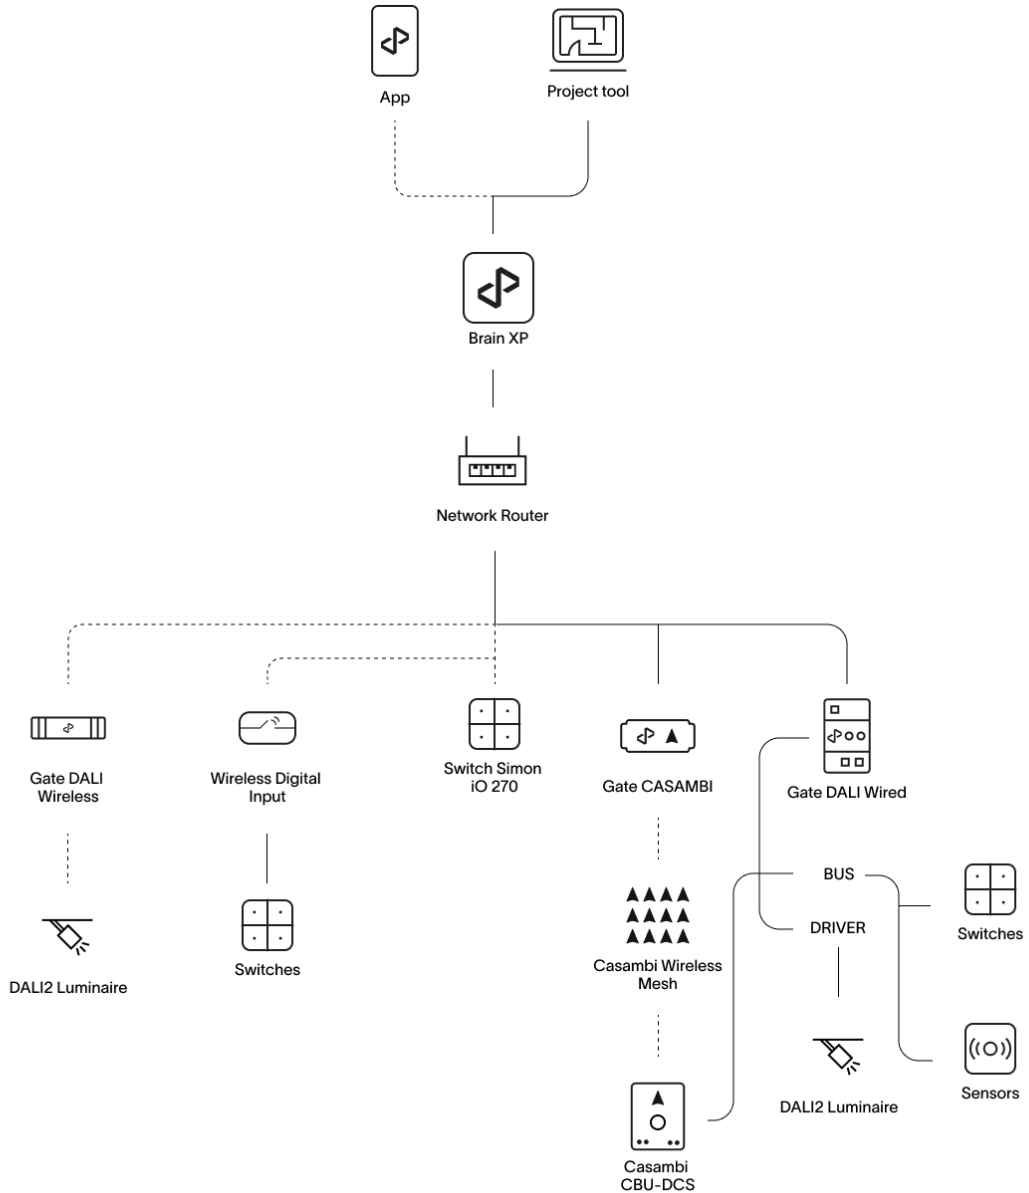 App
Project tool
Brain XP
Network Router
Gate DALI
Wireless
Wireless Digital
Input
Switch Simon
iO 270
Gate CASAMBI
Gate DALI Wired
BUS
DRIVER
Switches
DALI2 Luminaire
Switches
Casambi Wireless
Mesh
DALI2 Luminaire
Sensors
Casambi
CBU-DCS